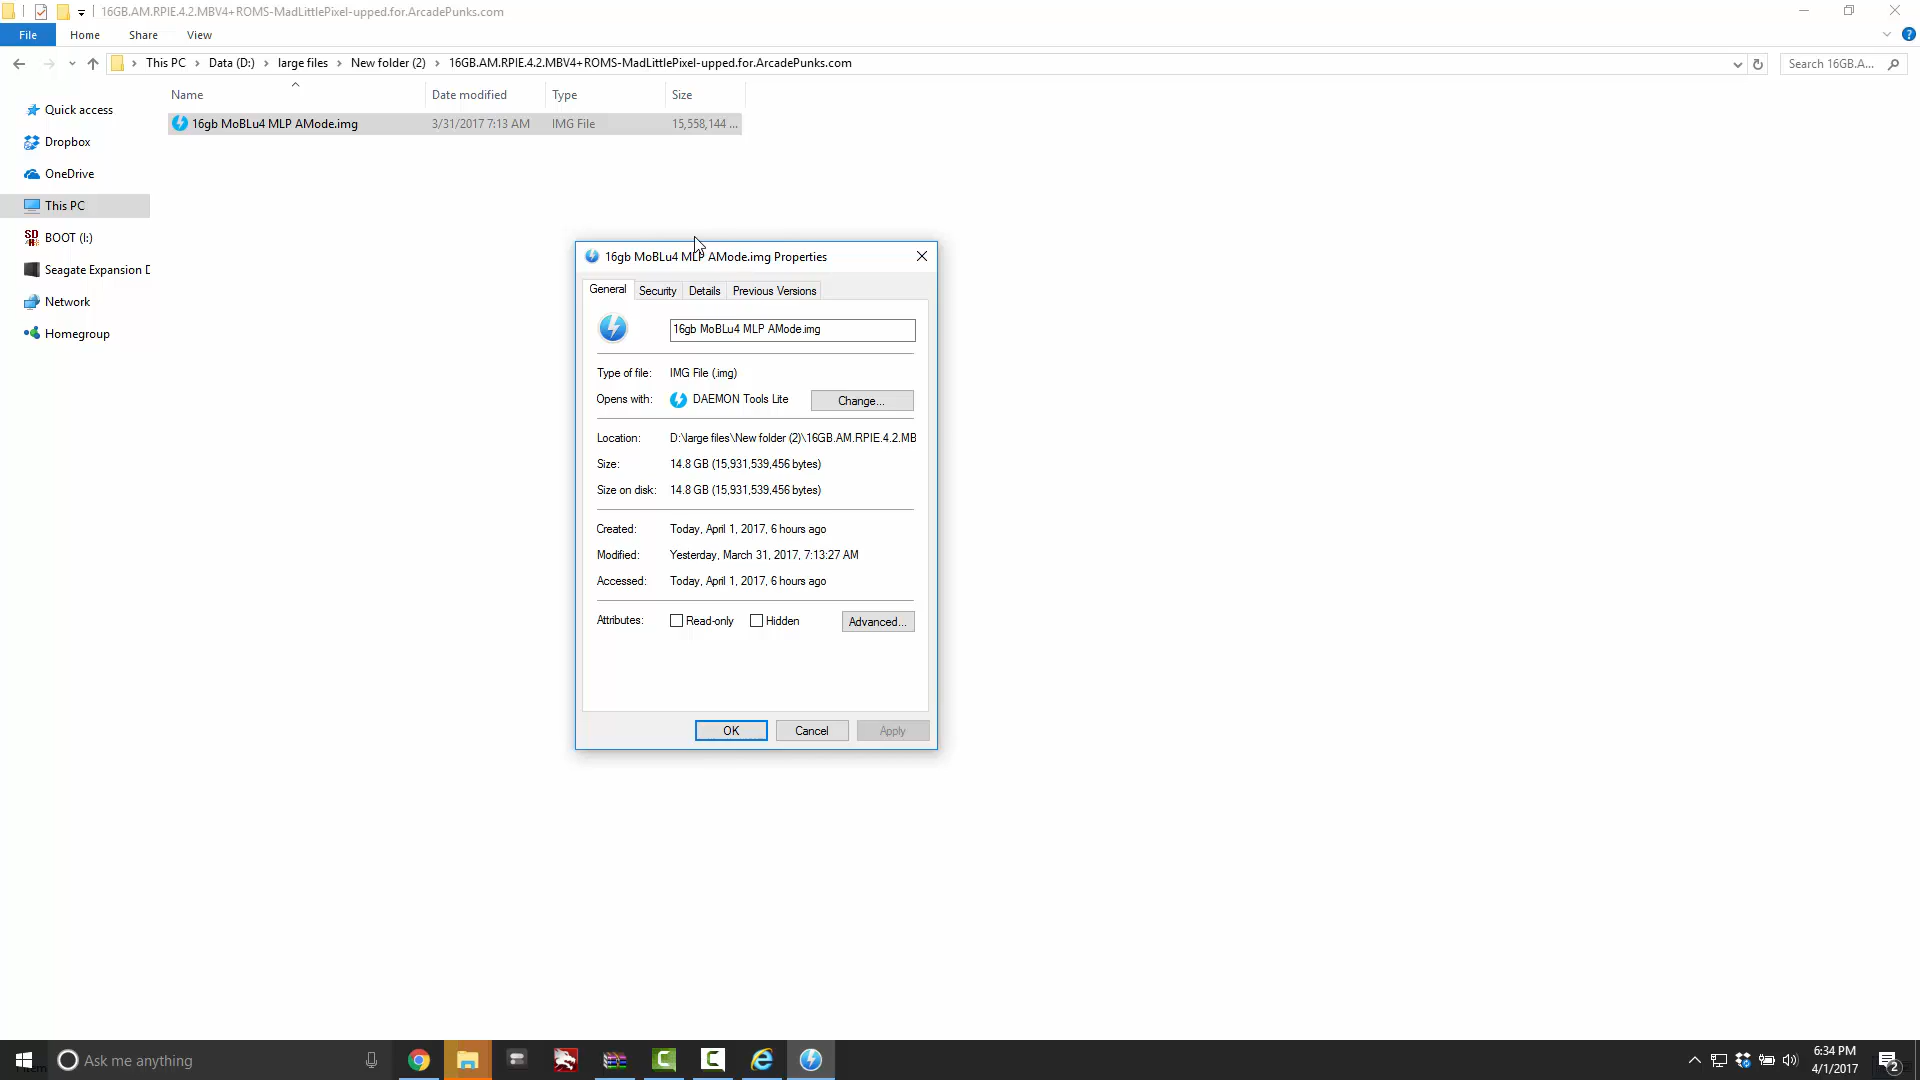 16GB.AM.RPIE.4.2.MBV4+ROMS-MadLittlePixel-upped.for.ArcadePunks.com
File Home Share View
This PC Data (D:) large files New folder (2) 16GB.AM.RPIE.4.2.MBV4+ROMS-MadLittlePixel-upped.for.ArcadePunks.com
Search 16GB.A...
Name Date modified Type Size
16gb MoBLu4 MLP AMode.img 3/31/2017 7:13 AM IMG File 15,558,144 ...
Quick access
Dropbox
OneDrive
This PC
BOOT (I:)
Seagate Expansion D
Network
Homegroup
16gb MoBLu4 MLP AMode.img Properties
General Security Details Previous Versions
16gb MoBLu4 MLP AMode.img
Type of file: IMG File (.img)
Opens with: DAEMON Tools Lite Change...
Location: D:\large files\New folder (2)\16GB.AM.RPIE.4.2.MB
Size: 14.8 GB (15,931,539,456 bytes)
Size on disk: 14.8 GB (15,931,539,456 bytes)
Created: Today, April 1, 2017, 6 hours ago
Modified: Yesterday, March 31, 2017, 7:13:27 AM
Accessed: Today, April 1, 2017, 6 hours ago
Attributes: Read-only Hidden Advanced...
OK Cancel Apply
Ask me anything
6:34 PM
4/1/2017
2